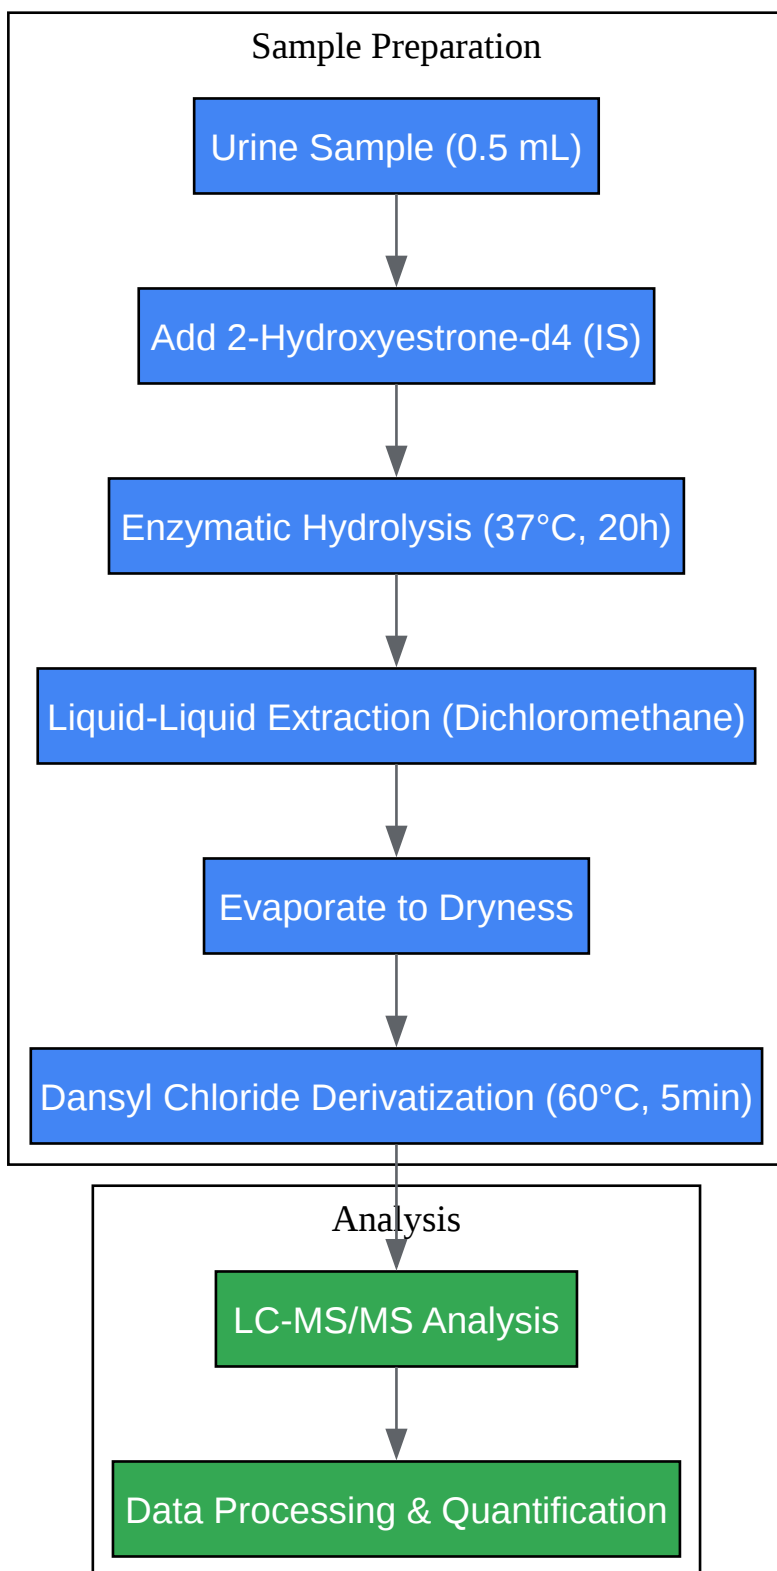 Sample Preparation
Urine Sample (0.5 mL)
Add 2-Hydroxyestrone-d4 (IS)
Enzymatic Hydrolysis (37°C, 20h)
Liquid-Liquid Extraction (Dichloromethane)
Evaporate to Dryness
Dansyl Chloride Derivatization (60°C, 5min)
Analysis
LC-MS/MS Analysis
Data Processing & Quantification